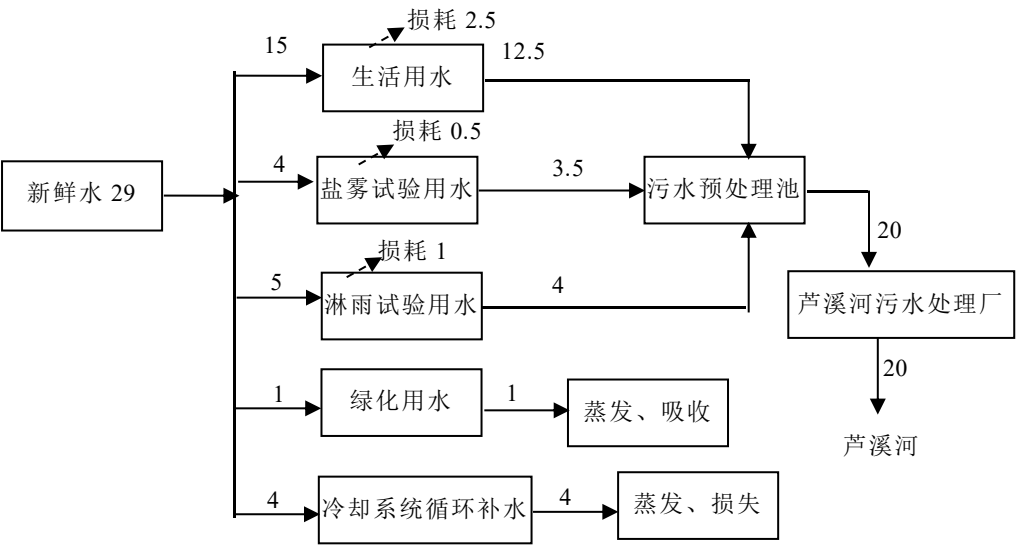 损耗 2.5
15
12.5
生活用水
损耗 0.5
4
3.5
新鲜水 29
盐雾试验用水
污水预处理池
20
损耗 1
5
4
淋雨试验用水
芦溪河污水处理厂
20
1
绿化用水
1
蒸发、吸收
芦溪河
4
冷却系统循环补水
4
蒸发、损失